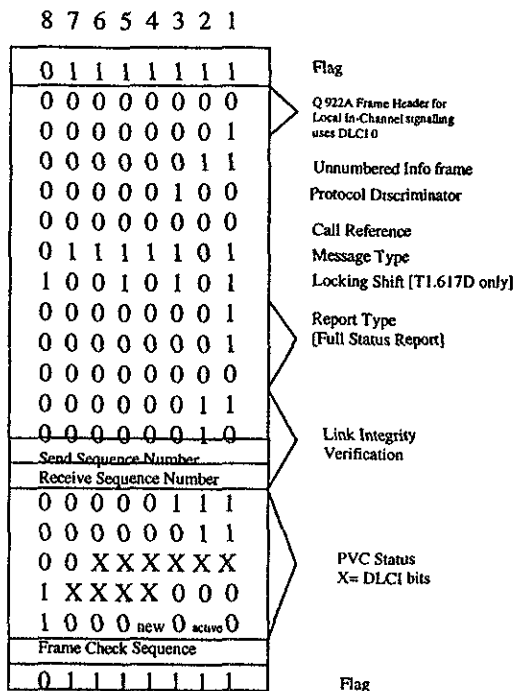 8 7 6 5 4 3 2 1
0 1 1 1 1 1 1 1 Flag
0 0 0 0 0 0 0 0 Q 922A Frame Header for
Local in-Channel signalling
0 0 0 0 0 0 0 1 uses DLCI 0
0 0 0 0 0 0 1 1 Unnumbered Info frame
0 0 0 0 0 1 0 0 Protocol Discriminator
0 0 0 0 0 0 0 0 Call Reference
0 1 1 1 1 1 0 1 Message Type
1 0 0 1 0 1 0 1 Locking Shift [T1.617D only]
0 0 0 0 0 0 0 1 Report Type
0 0 0 0 0 0 0 1 [Full Status Report]
0 0 0 0 0 0 0 0
0 0 0 0 0 0 1 1
0 0 0 0 0 0 1 0 Link Integrity
Send Sequence Number Verification
Receive Sequence Number
0 0 0 0 0 1 1 1
0 0 0 0 0 0 1 1
0 0 X X X X X X PVC Status
1 X X X X 0 0 0 X= DLCI bits
1 0 0 0 new 0 active 0
Frame Check Sequence
0 1 1 1 1 1 1 1 Flag